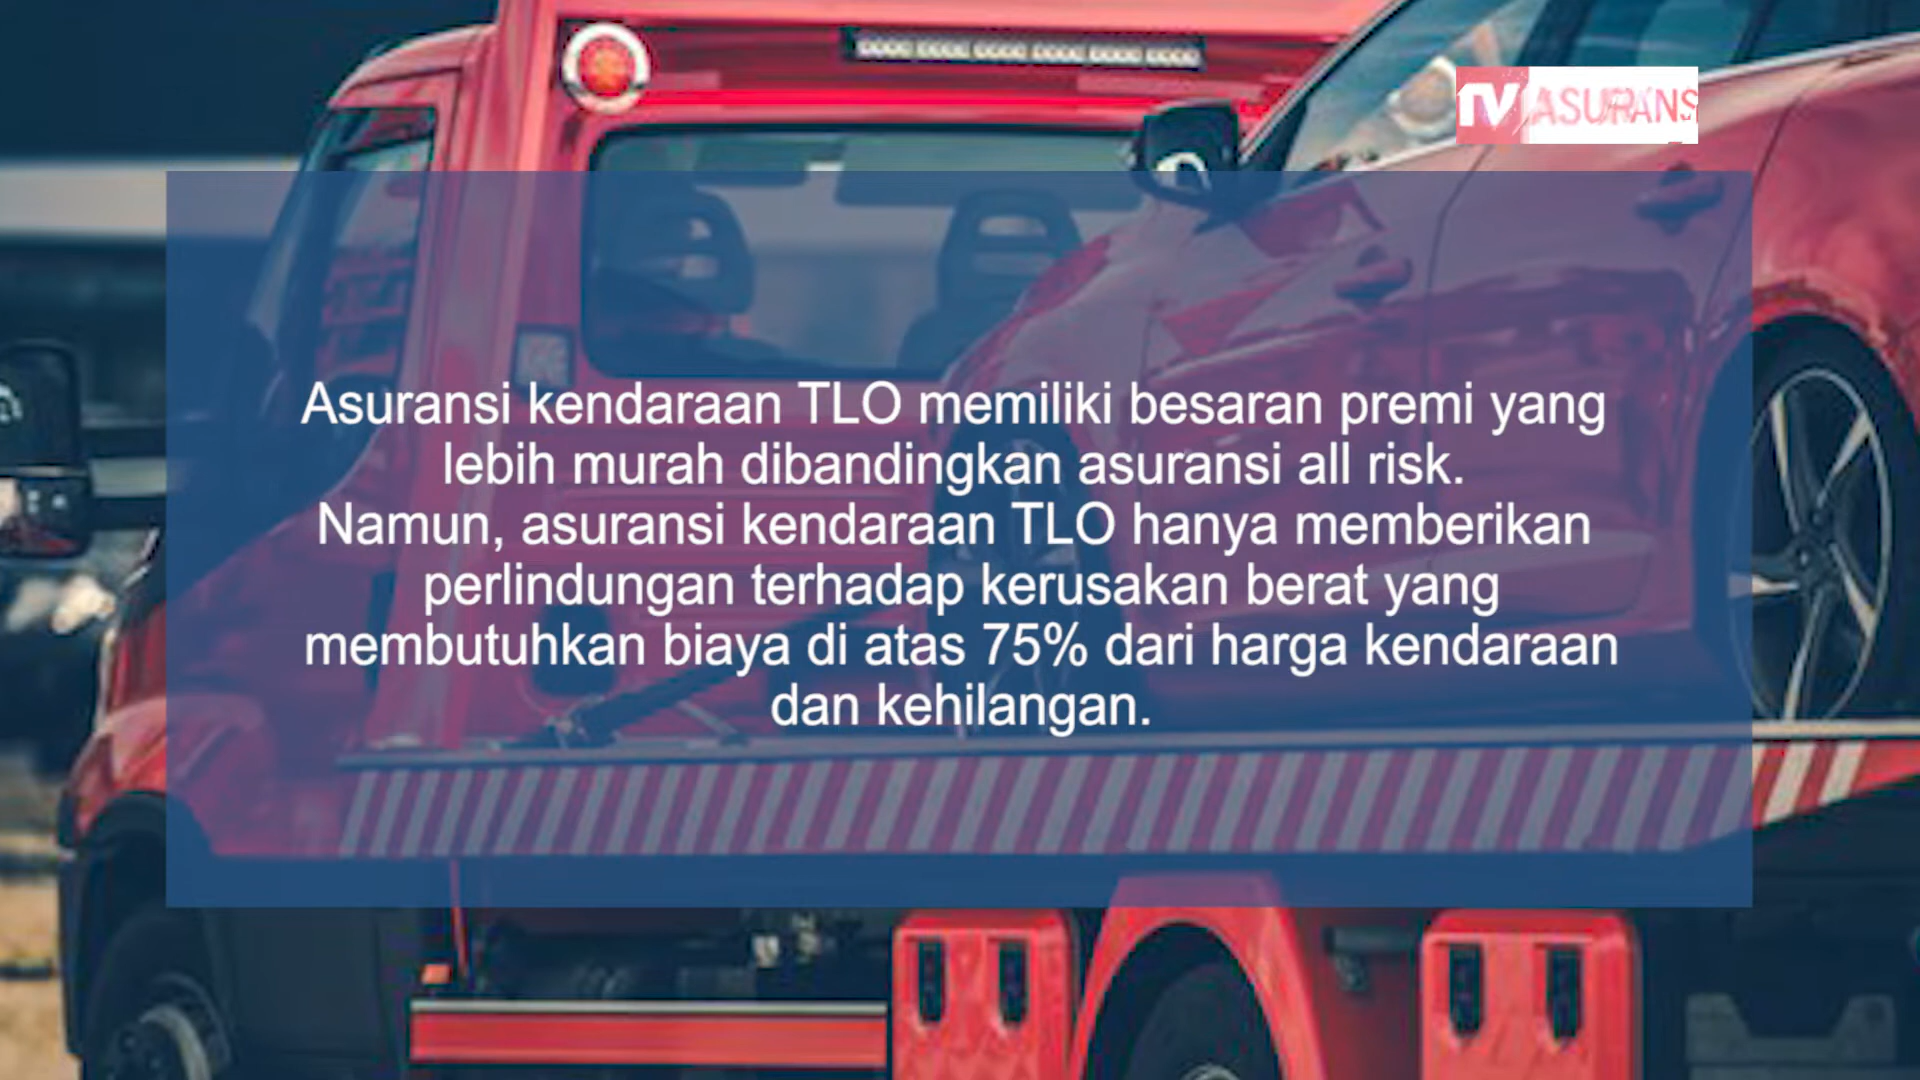 TV ASURANSI
Asuransi kendaraan TLO memiliki besaran premi yang
lebih murah dibandingkan asuransi all risk.
Namun, asuransi kendaraan TLO hanya memberikan
perlindungan terhadap kerusakan berat yang
membutuhkan biaya di atas 75% dari harga kendaraan
dan kehilangan.